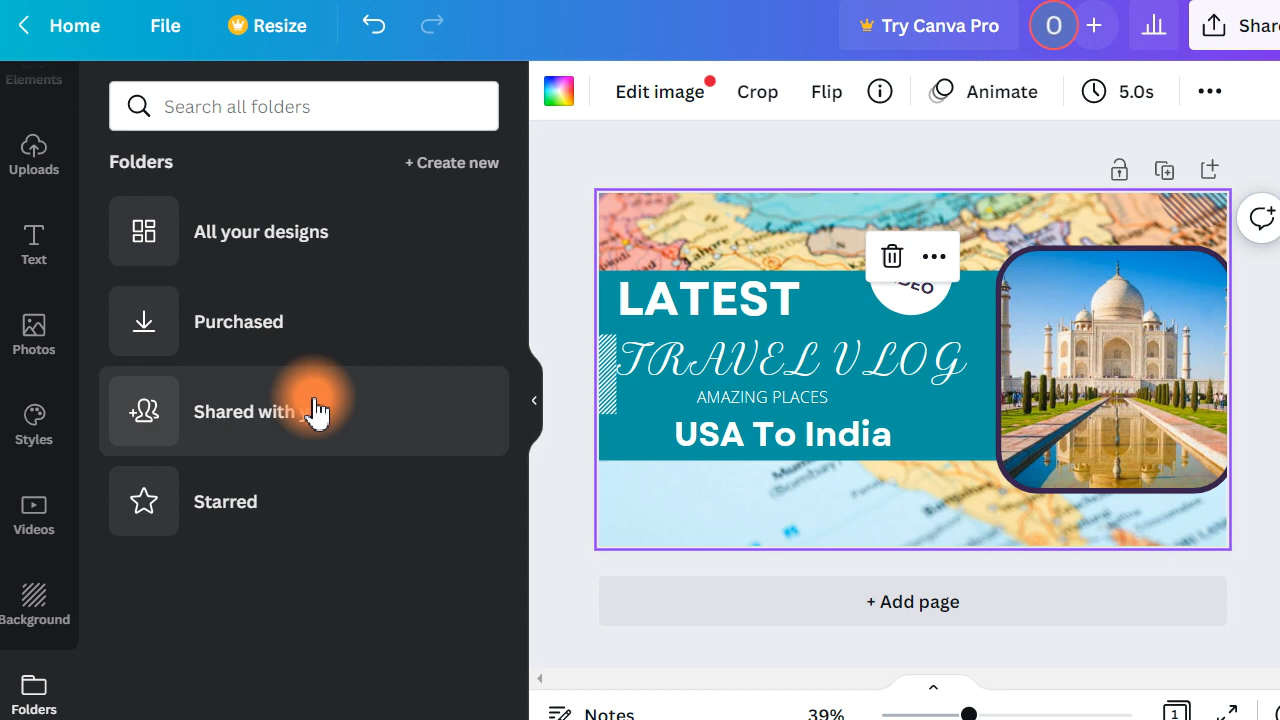 Home File Resize Try Canva Pro O Share
Elements
Uploads
Text
Photos
Styles
Videos
Background
Folders
Search all folders
Folders + Create new
All your designs
Purchased
Shared with
Starred
Edit image Crop Flip Animate 5.0s
LATEST
TRAVEL VLOG
AMAZING PLACES
USA To India
Lahore
+ Add page
Notes 39% 1